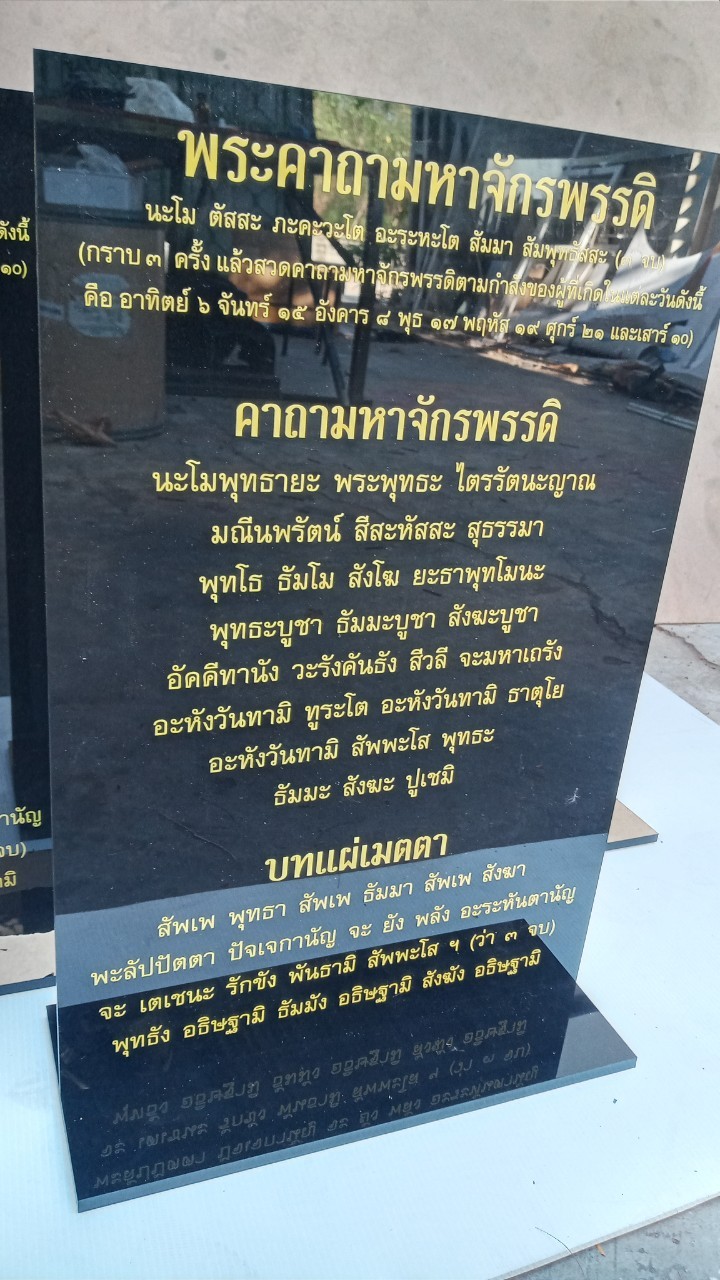 พระคาถามหาจักรพรรดิ
นะโม ตัสสะ ภะคะวะโต อะระหะโต สัมมา สัมพุทธัสสะ (๓ จบ)
(กราบ ๓ ครั้ง แล้วสวดคาถามหาจักรพรรดิตามกำลังของผู้ที่เกิดในแต่ละวันดังนี้
คือ อาทิตย์ ๖ จันทร์ ๑๕ อังคาร ๘ พุธ ๑๗ พฤหัส ๑๙ ศุกร์ ๒๑ และเสาร์ ๑๐)
คาถามหาจักรพรรดิ
นะโมพุทธายะ พระพุทธะ ไตรรัตนะญาณ
มณีนพรัตน์ สีสะหัสสะ สุธรรมา
พุทโธ ธัมโม สังโฆ ยะธาพุทโมนะ
พุทธะบูชา ธัมมะบูชา สังฆะบูชา
อัคคีทานัง วะรังคันธัง สีวลี จะมหาเถรัง
อะหังวันทามิ ทูระโต อะหังวันทามิ ธาตุโย
อะหังวันทามิ สัพพะโส พุทธะ
ธัมมะ สังฆะ ปูเชมิ
บทแผ่เมตตา
สัพเพ พุทธา สัพเพ ธัมมา สัพเพ สังฆา
พะลัปปัตตา ปัจเจกานัญ จะ ยัง พลัง อะระหันตานัญ
จะ เตเชนะ รักขัง พันธามิ สัพพะโส ฯ (ว่า ๓ จบ)
พุทธัง อธิษฐามิ ธัมมัง อธิษฐามิ สังฆัง อธิษฐามิ
ดังนี้
๑๐)
านัญ
จบ)
มิ